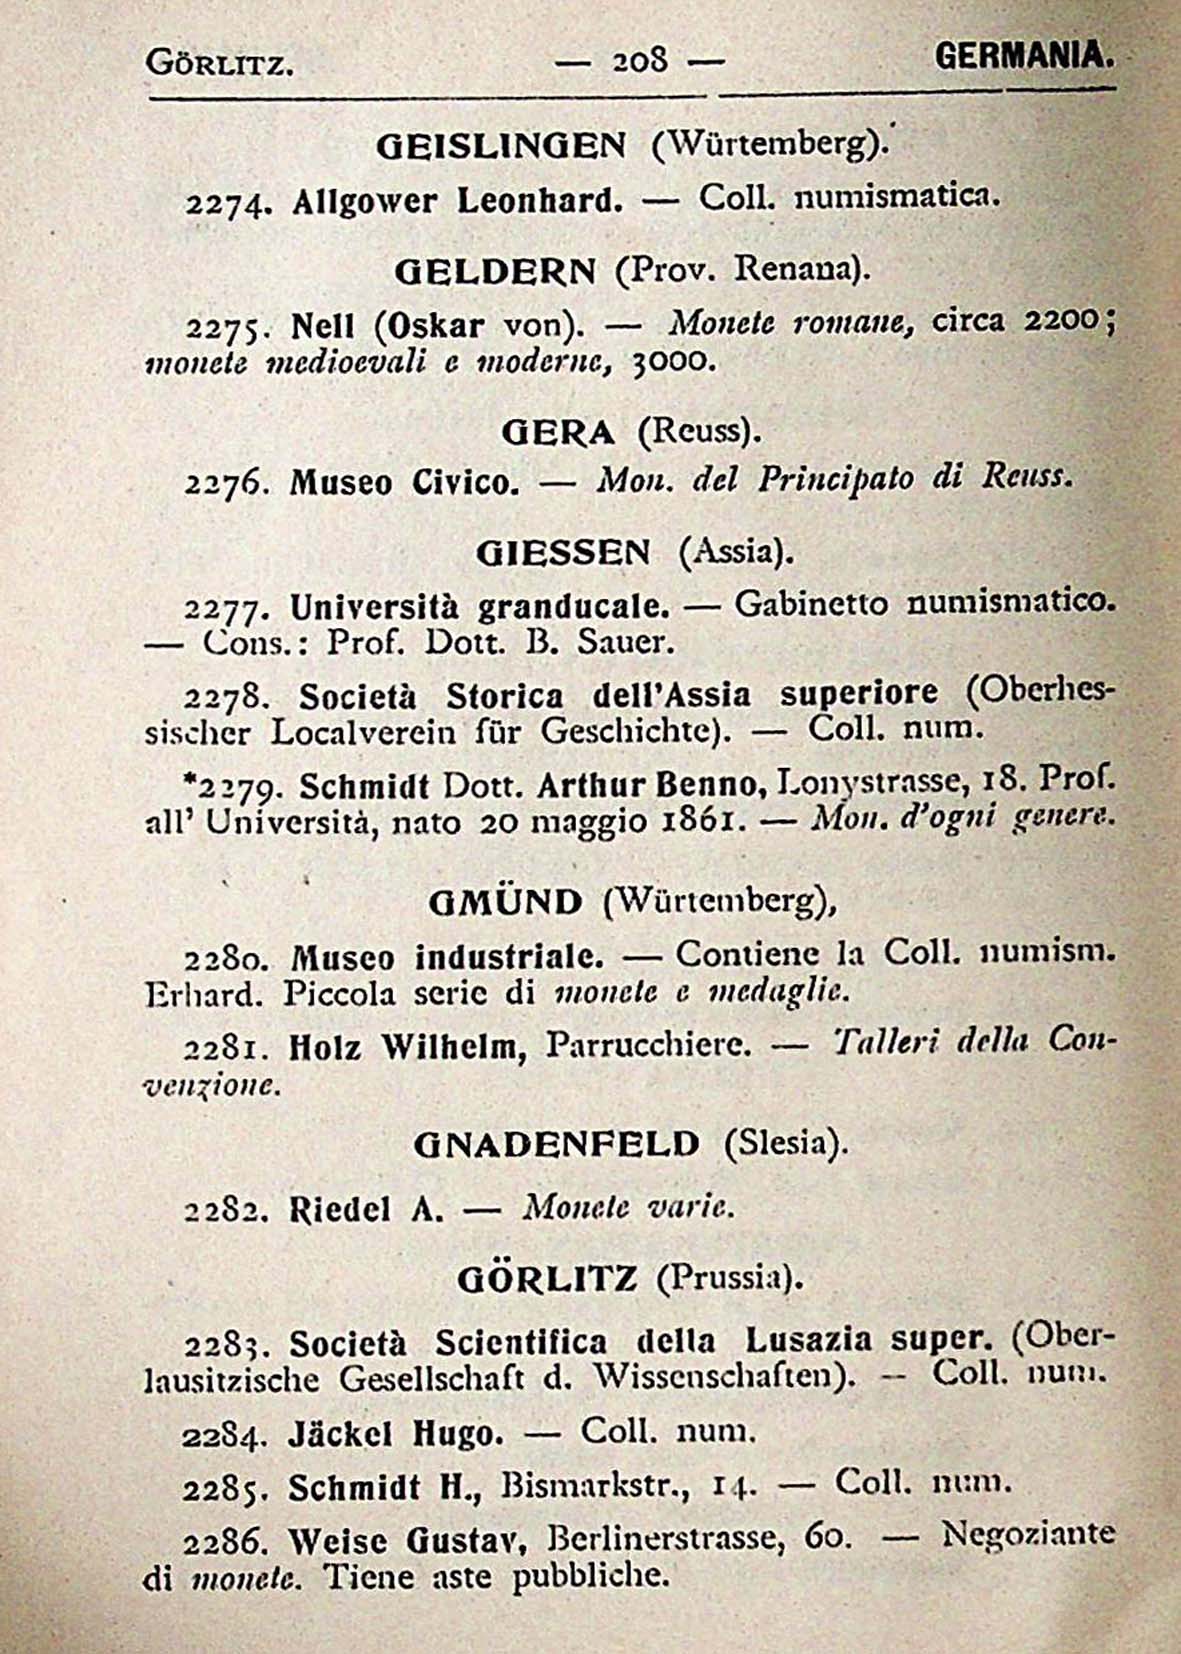 GÖRLITZ. — 208 — GERMANIA.
GEISLINGEN (Würtemberg).
2274. Allgower Leonhard. — Coll. numismatica.
GELDERN (Prov. Renana).
2275. Nell (Oskar von). — Monete romane, circa 2200;
monete medioevali e moderne, 3000.
GERA (Reuss).
2276. Museo Civico. — Mon. del Principato di Reuss.
GIESSEN (Assia).
2277. Università granducale. — Gabinetto numismatico.
— Cons.: Prof. Dott. B. Sauer.
2278. Società Storica dell'Assia superiore (Oberhes-
sischer Localverein für Geschichte). — Coll. num.
*2279. Schmidt Dott. Arthur Benno, Lonystrasse, 18. Prof.
all' Università, nato 20 maggio 1861. — Mon. d'ogni genere.
GMÜND (Würtemberg),
2280. Museo industriale. — Contiene la Coll. numism.
Erhard. Piccola serie di monete e medaglie.
2281. Holz Wilhelm, Parrucchiere. — Talleri della Con-
venzione.
GNADENFELD (Slesia).
2282. Riedel A. — Monete varie.
GÖRLITZ (Prussia).
2283. Società Scientifica della Lusazia super. (Ober-
lausitzische Gesellschaft d. Wissenschaften). — Coll. num.
2284. Jäckel Hugo. — Coll. num.
2285. Schmidt H., Bismarkstr., 14. — Coll. num.
2286. Weise Gustav, Berlinerstrasse, 60. — Negoziante
di monete. Tiene aste pubbliche.